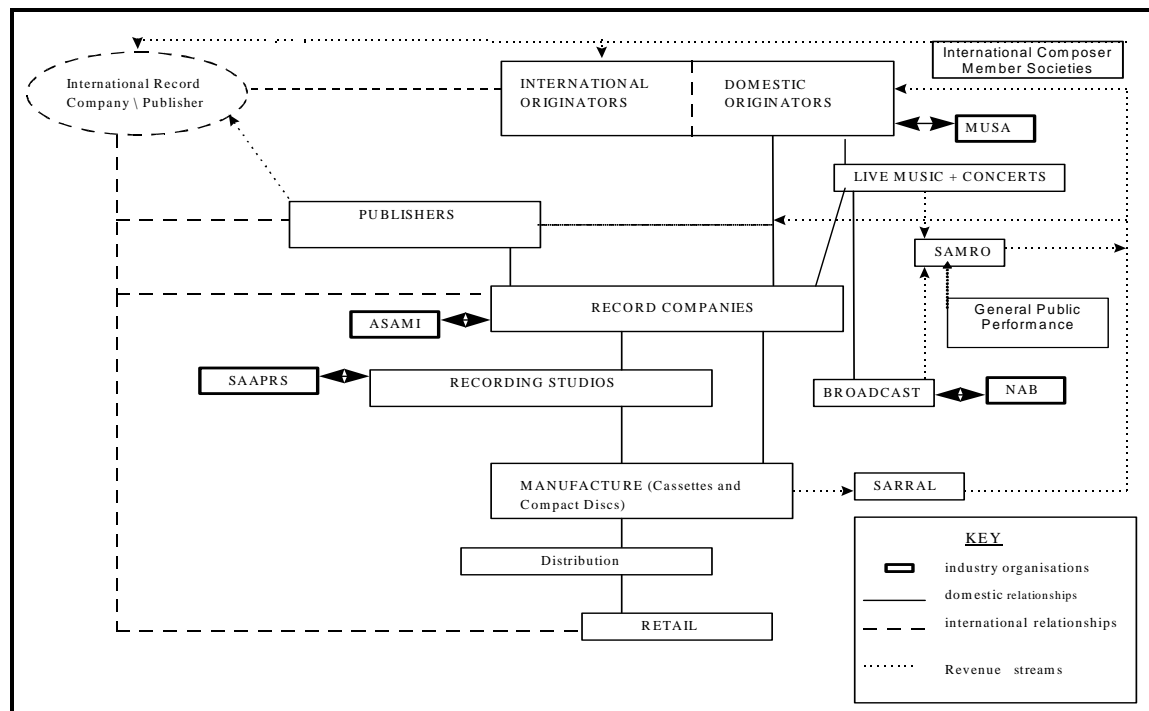 International Composer
Member Societies
International Record
Company \ Publisher
INTERNATIONAL
ORIGINATORS
DOMESTIC
ORIGINATORS
MUSA
LIVE MUSIC + CONCERTS
PUBLISHERS
SAMRO
RECORD COMPANIES
General Public
Performance
ASAMI
SAAPRS
RECORDING STUDIOS
BROADCAST
NAB
MANUFACTURE (Cassettes and
Compact Discs)
SARRAL
Distribution
RETAIL
KEY
industry organisations
domestic relationships
international relationships
Revenue streams